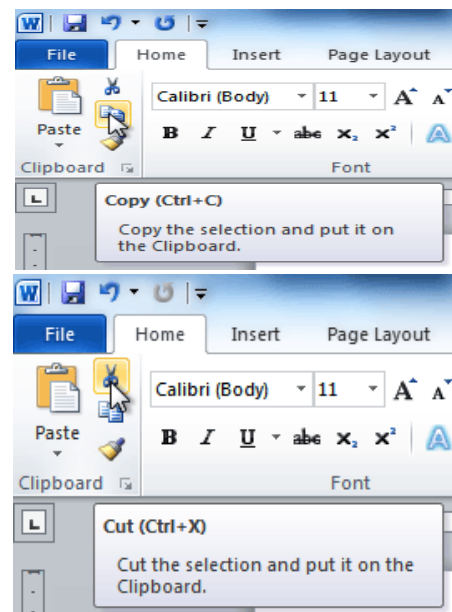 W
File Home Insert Page Layout
Calibri (Body) 11 A A
Paste
B I U abc x₂ x² A
Clipboard Font
L
Copy (Ctrl+C)
Copy the selection and put it on
the Clipboard.
W
File Home Insert Page Layout
Calibri (Body) 11 A A
Paste
B I U abc x₂ x² A
Clipboard Font
L
Cut (Ctrl+X)
Cut the selection and put it on the
Clipboard.